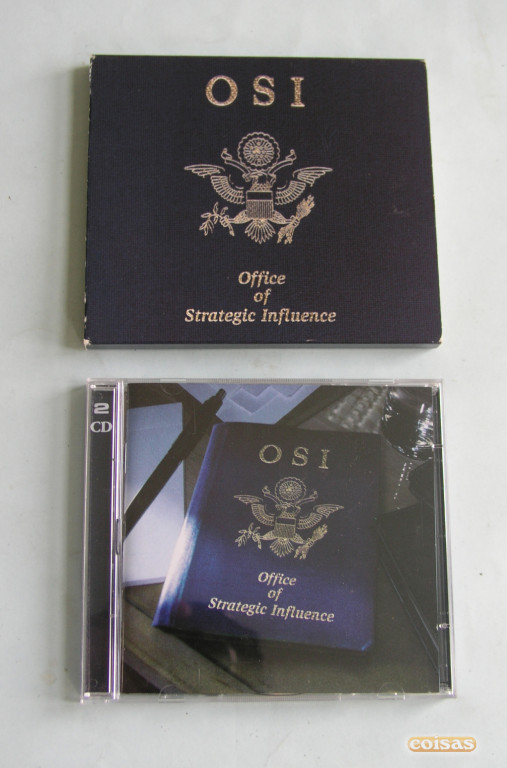 OSI
Office
of
Strategic Influence
2
CD
OSI
Office
of
Strategic Influence
coisas